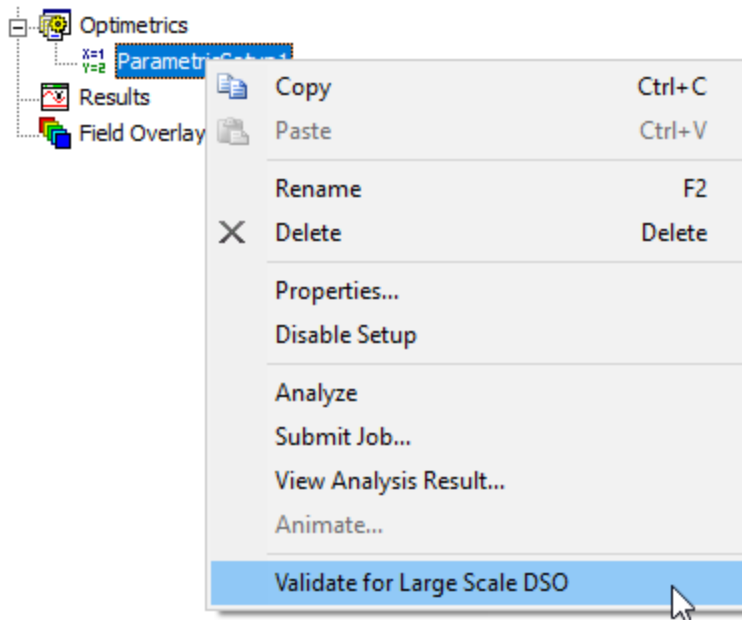 Optimetrics
X=1
Y=2
ParametricSetup1
Results
Field Overlay
Copy Ctrl+C
Paste Ctrl+V
Rename F2
Delete Delete
Properties...
Disable Setup
Analyze
Submit Job...
View Analysis Result...
Animate...
Validate for Large Scale DSO